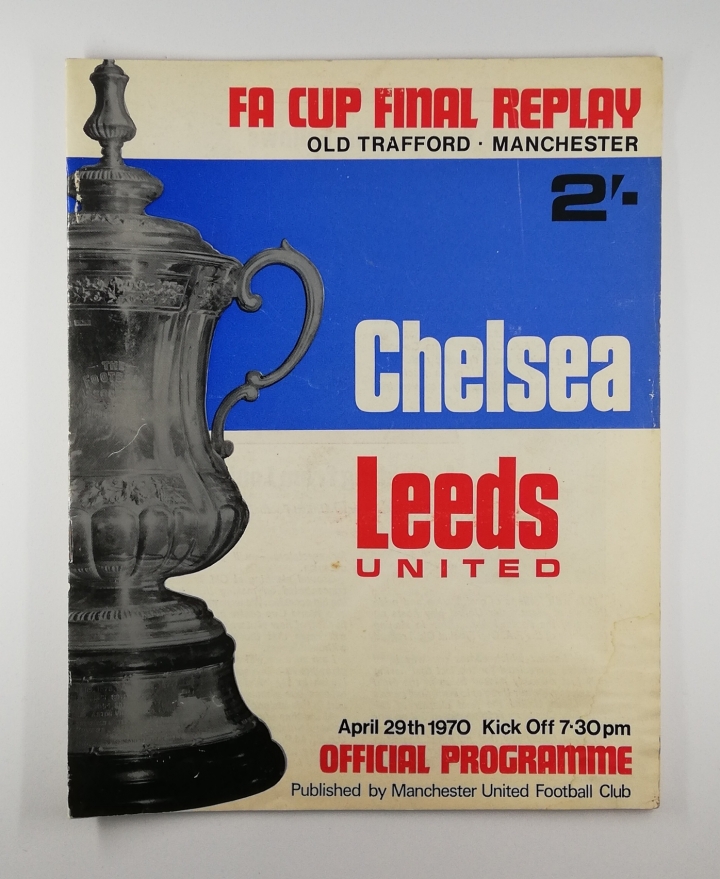 FA CUP FINAL REPLAY
OLD TRAFFORD · MANCHESTER
2'-
Chelsea
Leeds
UNITED
April 29th 1970 Kick Off 7·30pm
OFFICIAL PROGRAMME
Published by Manchester United Football Club